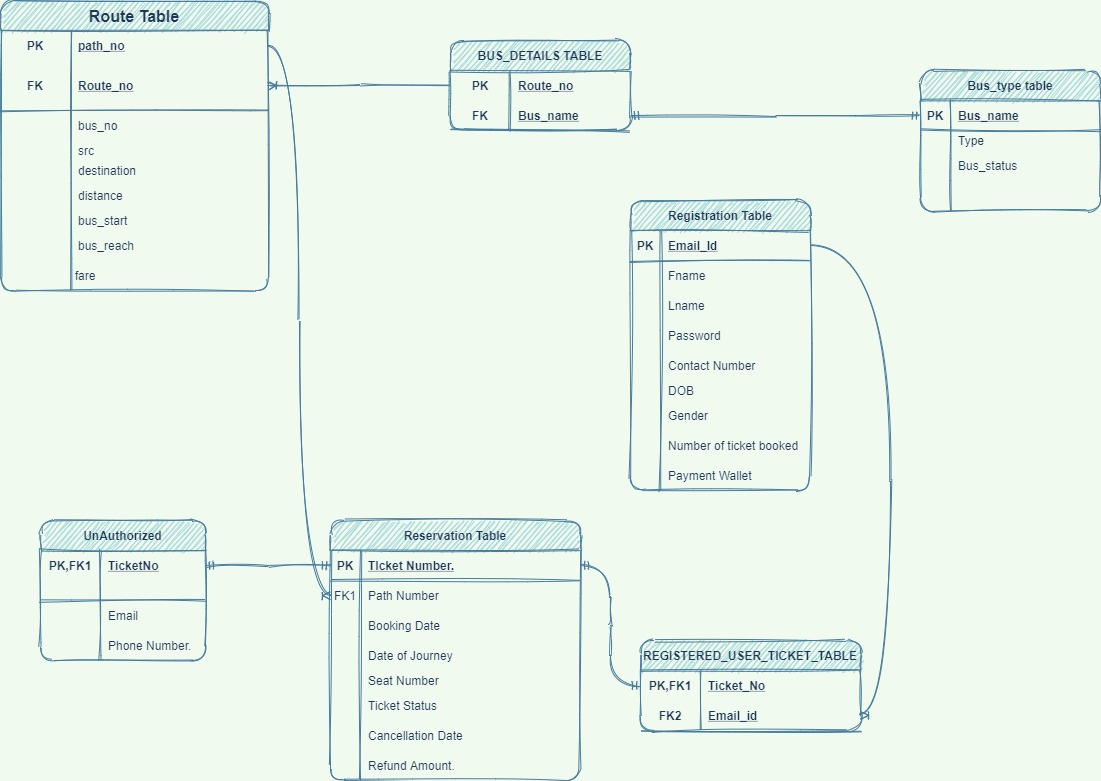 Route Table
PK path_no
FK Route_no
bus_no
src
destination
distance
bus_start
bus_reach
fare
BUS_DETAILS TABLE
PK Route_no
FK Bus_name
Bus_type table
PK Bus_name
Type
Bus_status
Registration Table
PK Email_Id
Fname
Lname
Password
Contact Number
DOB
Gender
Number of ticket booked
Payment Wallet
UnAuthorized
PK,FK1 TicketNo
Email
Phone Number.
Reservation Table
PK TIcket Number.
FK1 Path Number
Booking Date
Date of Journey
Seat Number
Ticket Status
Cancellation Date
Refund Amount.
REGISTERED_USER_TICKET_TABLE
PK,FK1 Ticket_No
FK2 Email_id